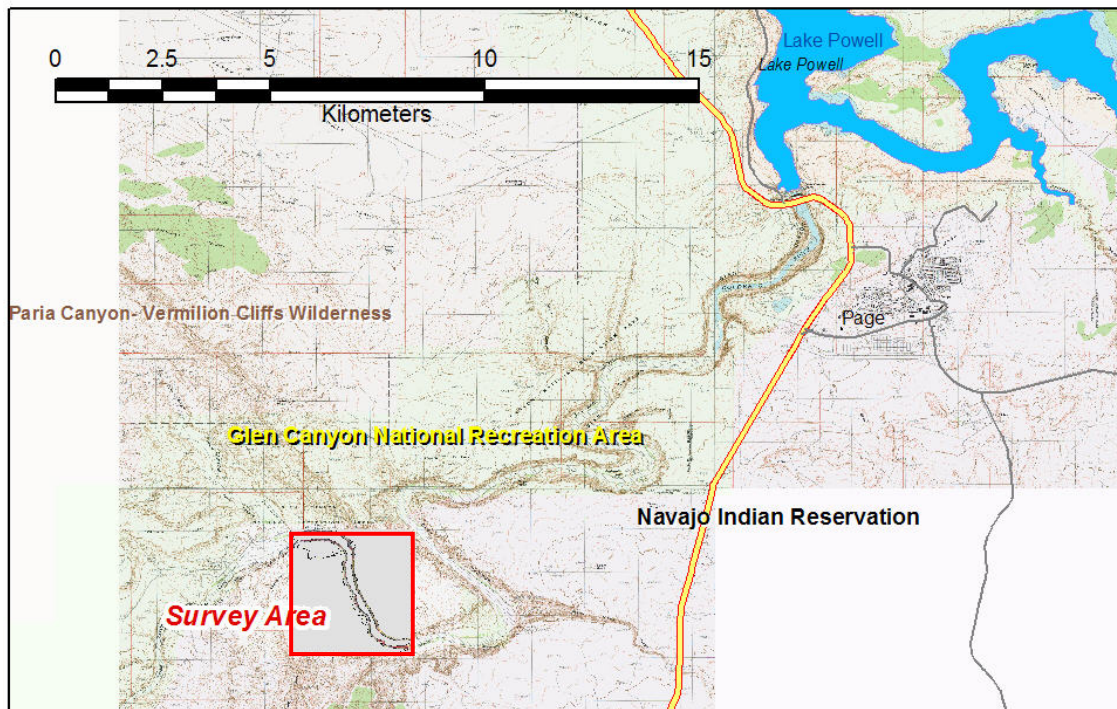 0 2.5 5 10 15
Kilometers
Lake Powell
Lake Powell
Paria Canyon- Vermilion Cliffs Wilderness
Page
Glen Canyon National Recreation Area
Navajo Indian Reservation
Survey Area